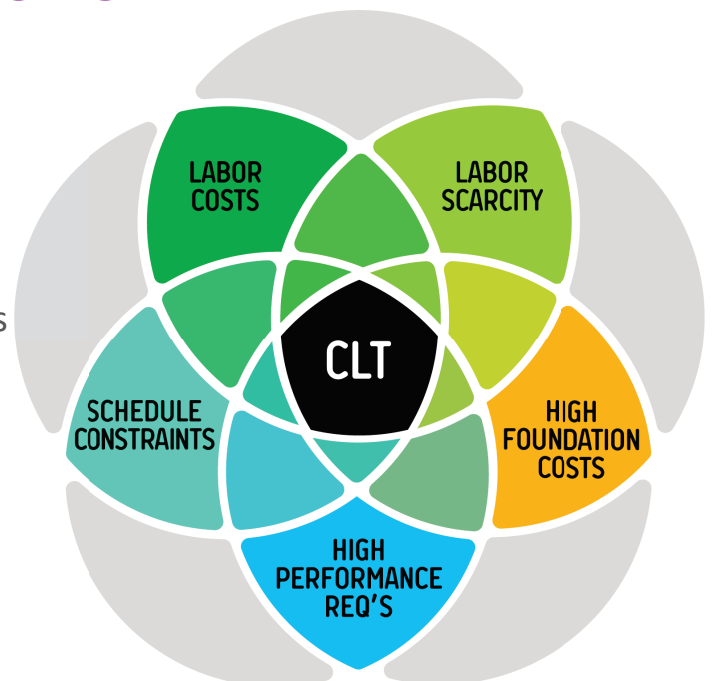 LABOR
COSTS
LABOR
SCARCITY
S
CLT
SCHEDULE
CONSTRAINTS
HIGH
FOUNDATION
COSTS
HIGH
PERFORMANCE
REQ'S